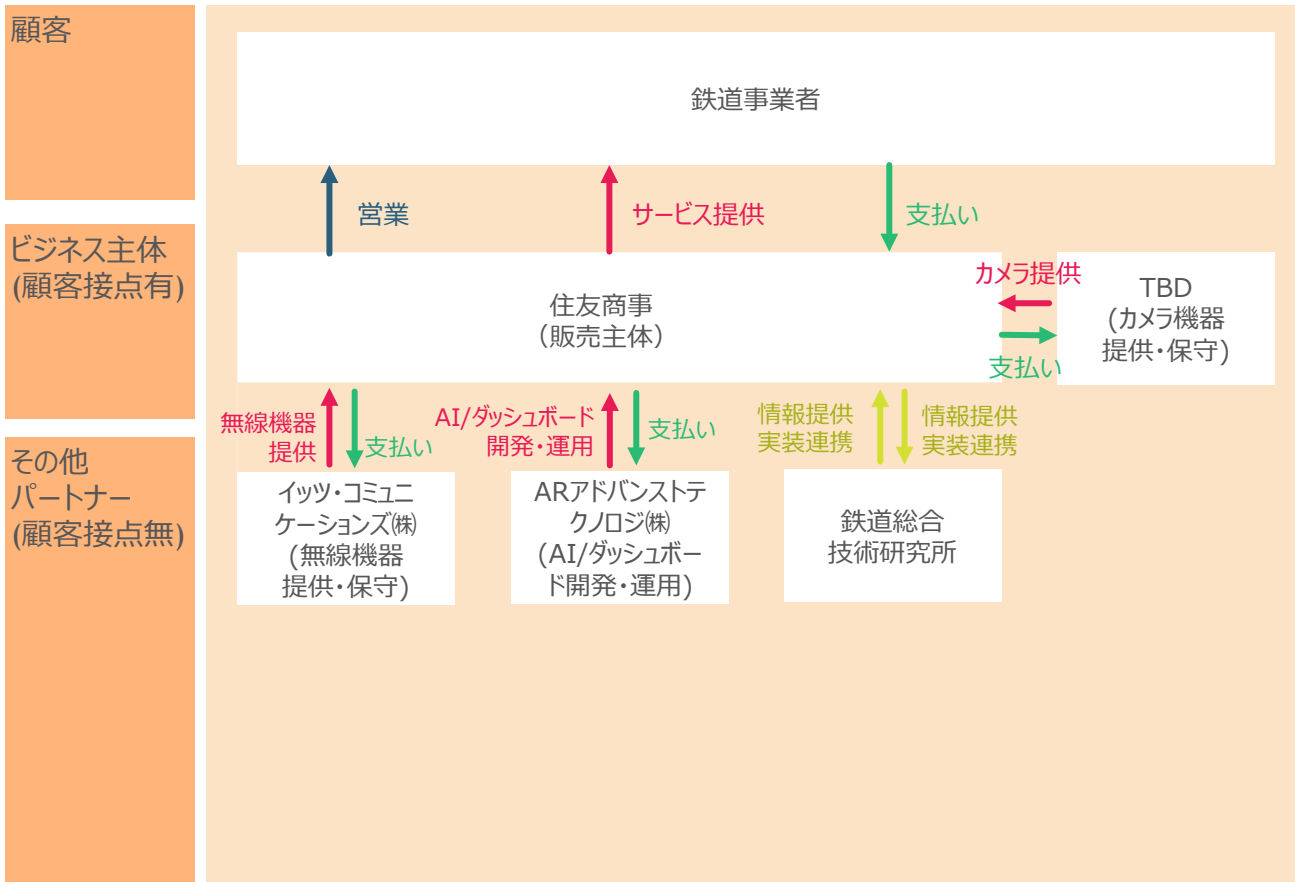 顧客
鉄道事業者
営業
サービス提供
支払い
ビジネス主体
(顧客接点有)
住友商事
（販売主体）
カメラ提供
支払い
TBD
(カメラ機器
提供・保守)
無線機器
提供
支払い
AI/ダッシュボード
開発・運用
支払い
情報提供
実装連携
情報提供
実装連携
その他
パートナー
(顧客接点無)
イッツ・コミュニ
ケーションズ㈱
(無線機器
提供・保守)
ARアドバンストテ
クノロジ㈱
(AI/ダッシュボー
ド開発・運用)
鉄道総合
技術研究所